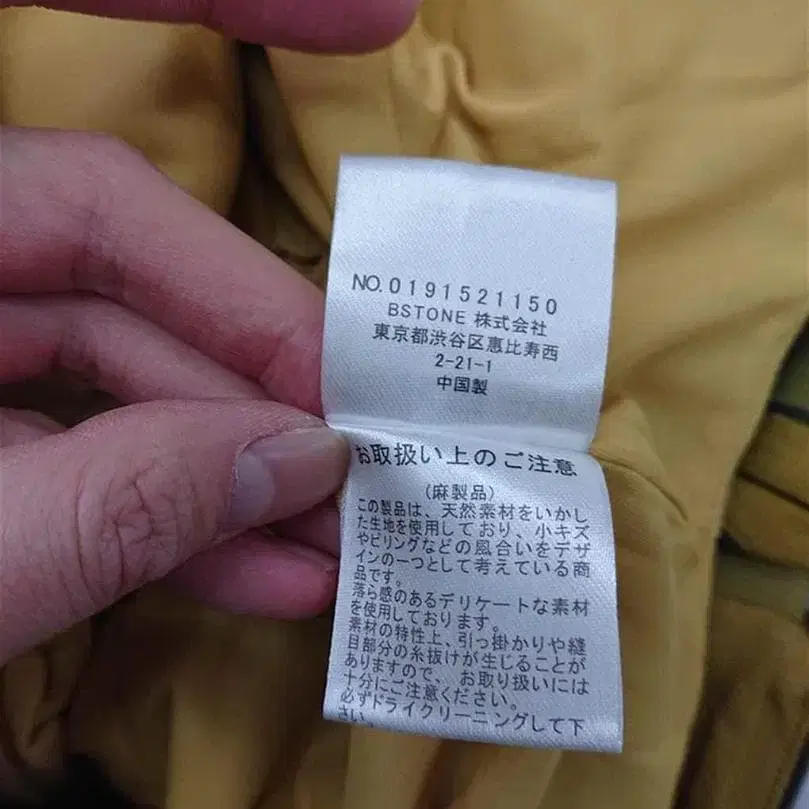 NO.0191521150
BSTONE 株式会社
東京都渋谷区恵比寿西
2-21-1
中国製
お取扱い上のご注意
(麻製品)
この製品は、天然素材をいかし
た生地を使用しており、小キズ
やピリングなどの風合いをデザ
インの一つとして考えている商
品です。
落ち感のあるデリケートな素材
を使用しております。
素材の特性上、引っ掛かりや縫
目部分の糸抜けが生じることが
ありますので、お取り扱いには
十分にご注意ください。
必ずドライクリーニングして下
さい。